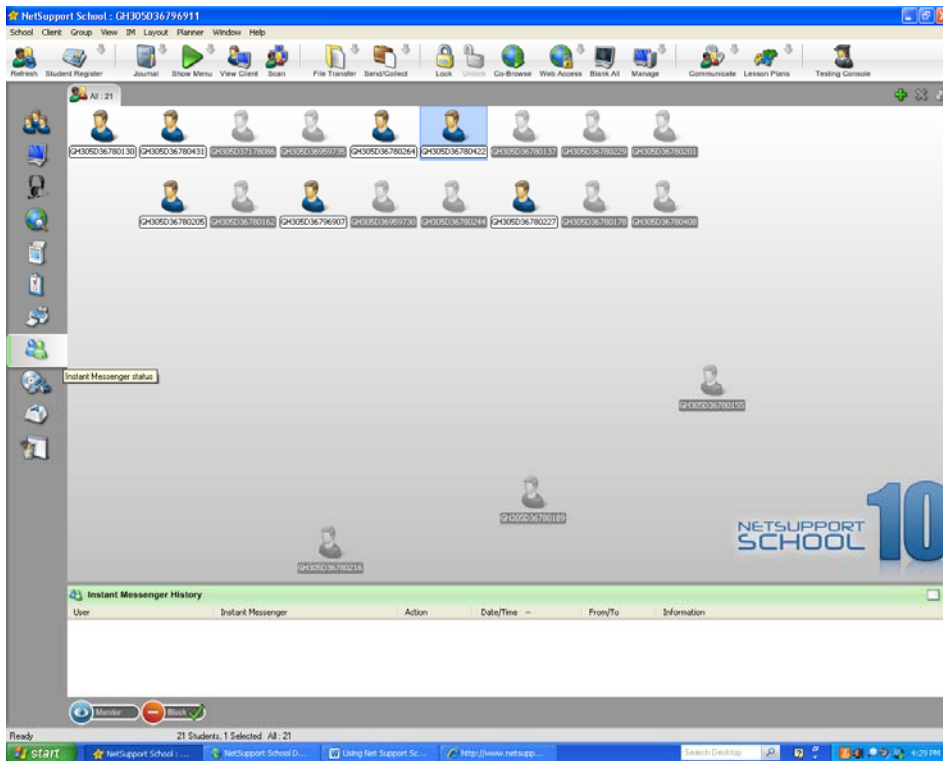 NetSupport School : GH305D36796911
School Client Group View IM Layout Planner Window Help
Refresh Student Register Journal Show Menu View Client Scan File Transfer Send/Collect Lock Unlock Co-Browse Web Access Blank All Manage Communicate Lesson Plans Testing Console
All : 21
GH305D36780130 GH305D36780431 GH305D37178086 GH305D36959735 GH305D36780264 GH305D36780422 GH305D36780137 GH305D36780229 GH305D36780201
GH305D36780205 GH305D36780162 GH305D36796907 GH305D36959730 GH305D36780244 GH305D36780227 GH305D36780178 GH305D36780408
Instant Messenger status
GH305D36780155
GH305D36780189
NETSUPPORT
SCHOOL 10
GH305D36780216
Instant Messenger History
User Instant Messenger Action Date/Time From/To Information
Monitor Block
Ready 21 Students, 1 Selected All : 21
start NetSupport School : ... NetSupport School D... Using Net Support Sc... http://www.netsupp... Search Desktop 4:29 PM